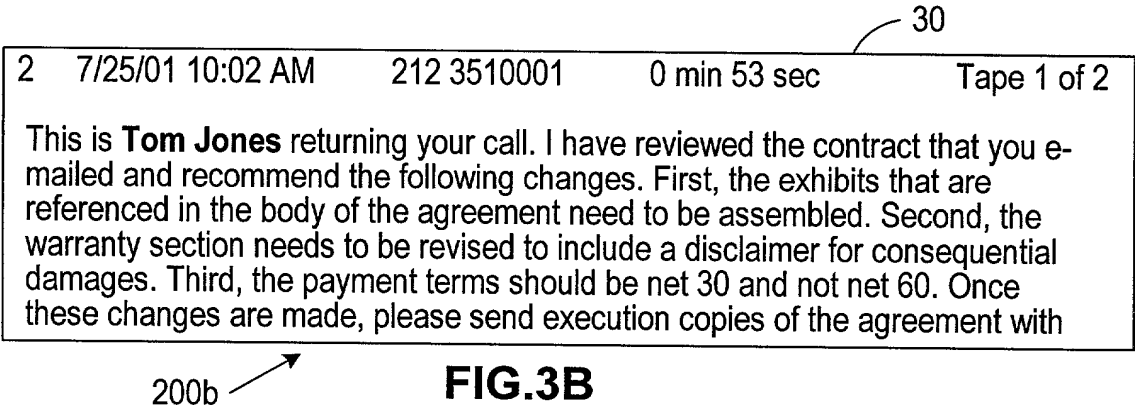 30
2 7/25/01 10:02 AM 212 3510001 0 min 53 sec Tape 1 of 2
This is Tom Jones returning your call. I have reviewed the contract that you e-
mailed and recommend the following changes. First, the exhibits that are
referenced in the body of the agreement need to be assembled. Second, the
warranty section needs to be revised to include a disclaimer for consequential
damages. Third, the payment terms should be net 30 and not net 60. Once
these changes are made, please send execution copies of the agreement with
200b
FIG.3B